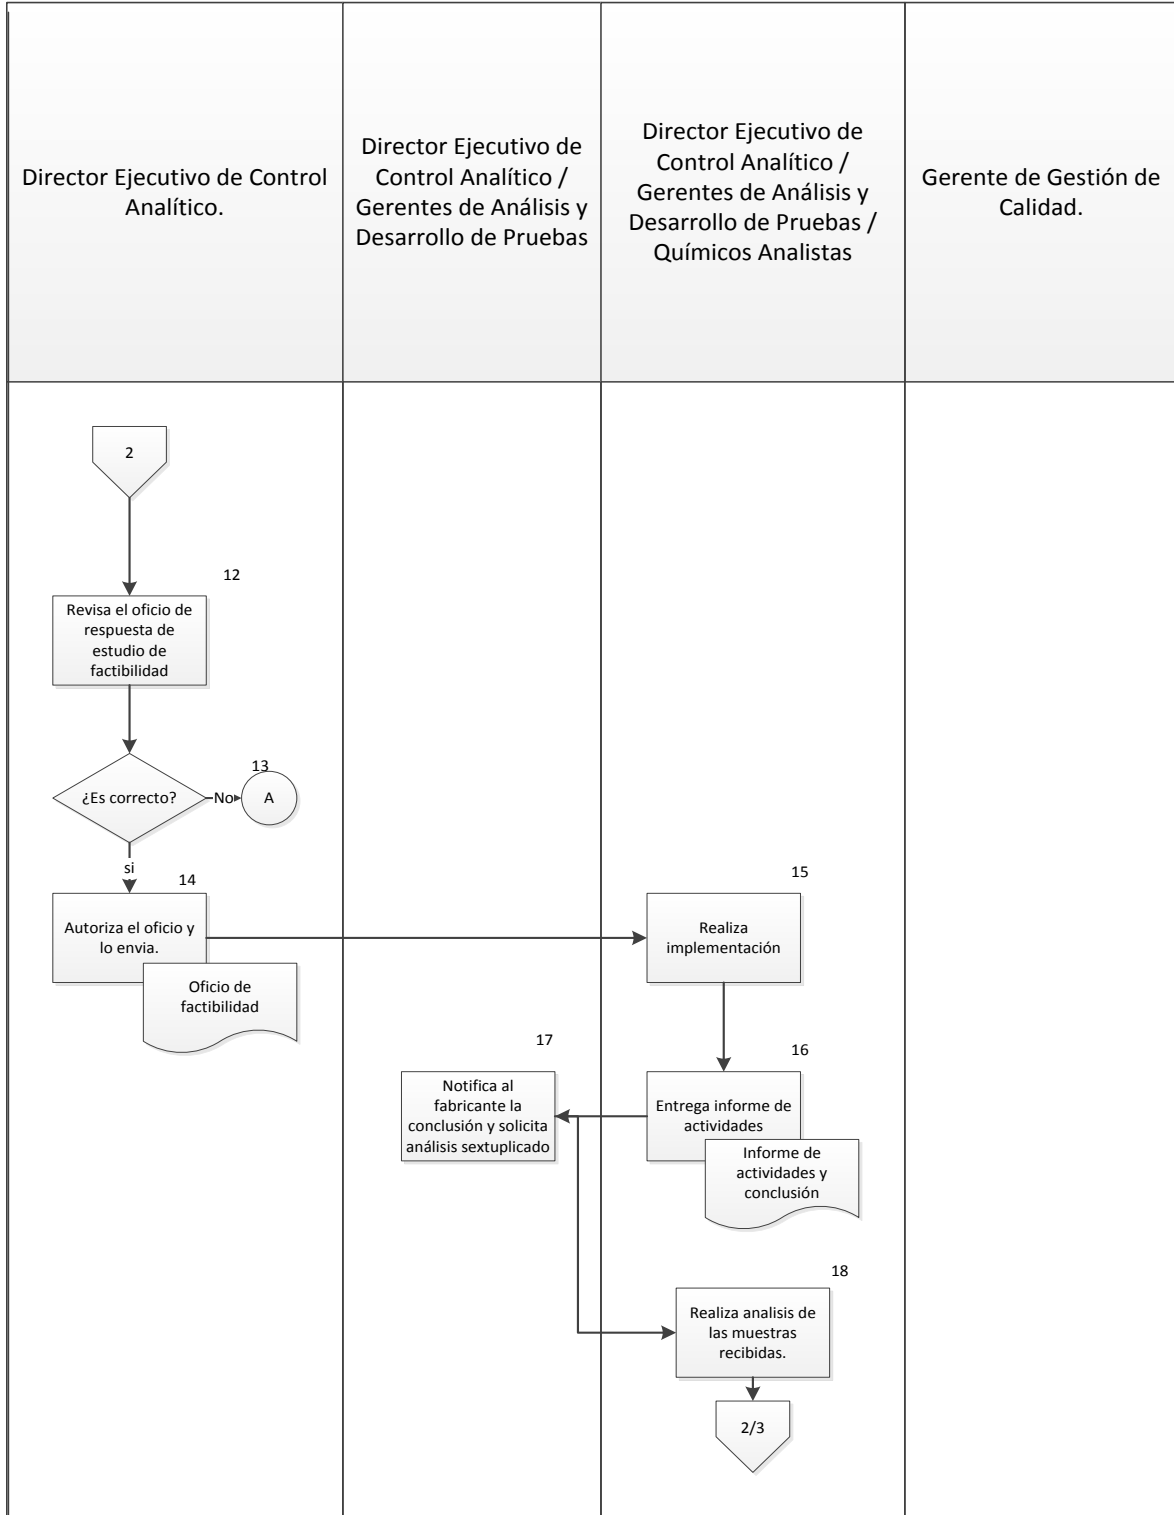 Director Ejecutivo de Control
Analítico.
Director Ejecutivo de
Control Analítico /
Gerentes de Análisis y
Desarrollo de Pruebas
Director Ejecutivo de
Control Analítico /
Gerentes de Análisis y
Desarrollo de Pruebas /
Químicos Analistas
Gerente de Gestión de
Calidad.
2
12
Revisa el oficio de
respuesta de
estudio de
factibilidad
13
¿Es correcto?
No
A
si
14
Autoriza el oficio y
lo envia.
Oficio de
factibilidad
15
Realiza
implementación
16
Entrega informe de
actividades
Informe de
actividades y
conclusión
17
Notifica al
fabricante la
conclusión y solicita
análisis sextuplicado
18
Realiza analisis de
las muestras
recibidas.
2/3